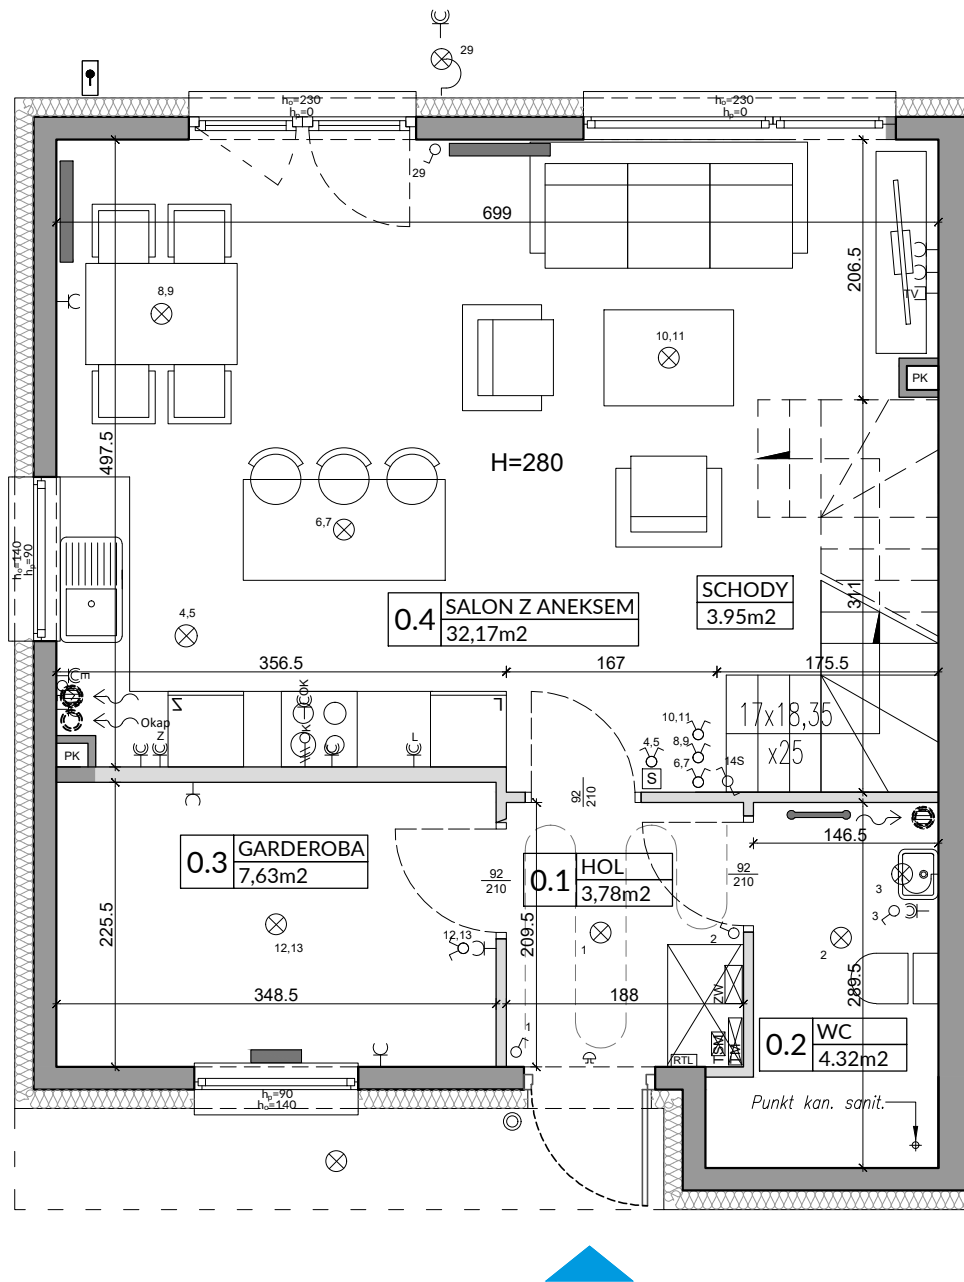 29
hₒ=230
hₚ=0
hₒ=230
hₚ=0
29
699
206.5
TV
8,9
10,11
PK
497.5
H=280
6,7
hₒ=140
hₚ=90
311
4,5
0.4
SALON Z ANEKSEM
32,17m2
SCHODY
3.95m2
356.5
167
175.5
Okap
Z
L
PK
10,11
4,5
8,9
6,7
14S
S
17x18,35
x25
92
210
146.5
0.3
GARDEROBA
7,63m2
92
210
0.1
HOL
3,78m2
92
210
3
3
225.5
209.5
12,13
12,13
1
2
2
289.5
348.5
188
ZW
TSM
TM
RTL
1
0.2
WC
4.32m2
hₚ=90
hₒ=140
Punkt kan. sanit.